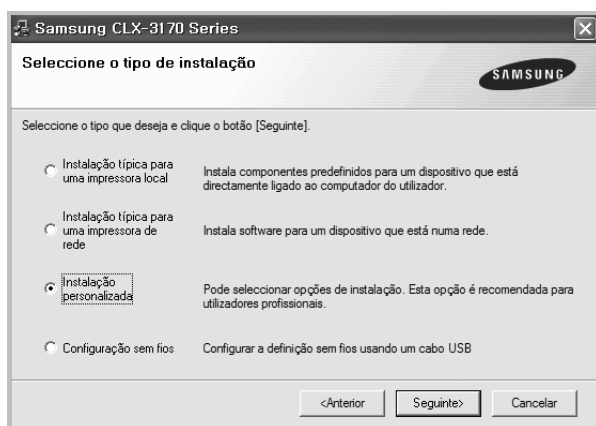 Samsung CLX-3170 Series
Seleccione o tipo de instalação
SAMSUNG
Seleccione o tipo que deseja e clique o botão [Seguinte].
Instalação típica para
uma impressora local
Instala componentes predefinidos para um dispositivo que está
directamente ligado ao computador do utilizador.
Instalação típica para
uma impressora de
rede
Instala software para um dispositivo que está numa rede.
Instalação
personalizada
Pode seleccionar opções de instalação. Esta opção é recomendada para
utilizadores profissionais.
Configuração sem fios
Configurar a definição sem fios usando um cabo USB
<Anterior
Seguinte>
Cancelar